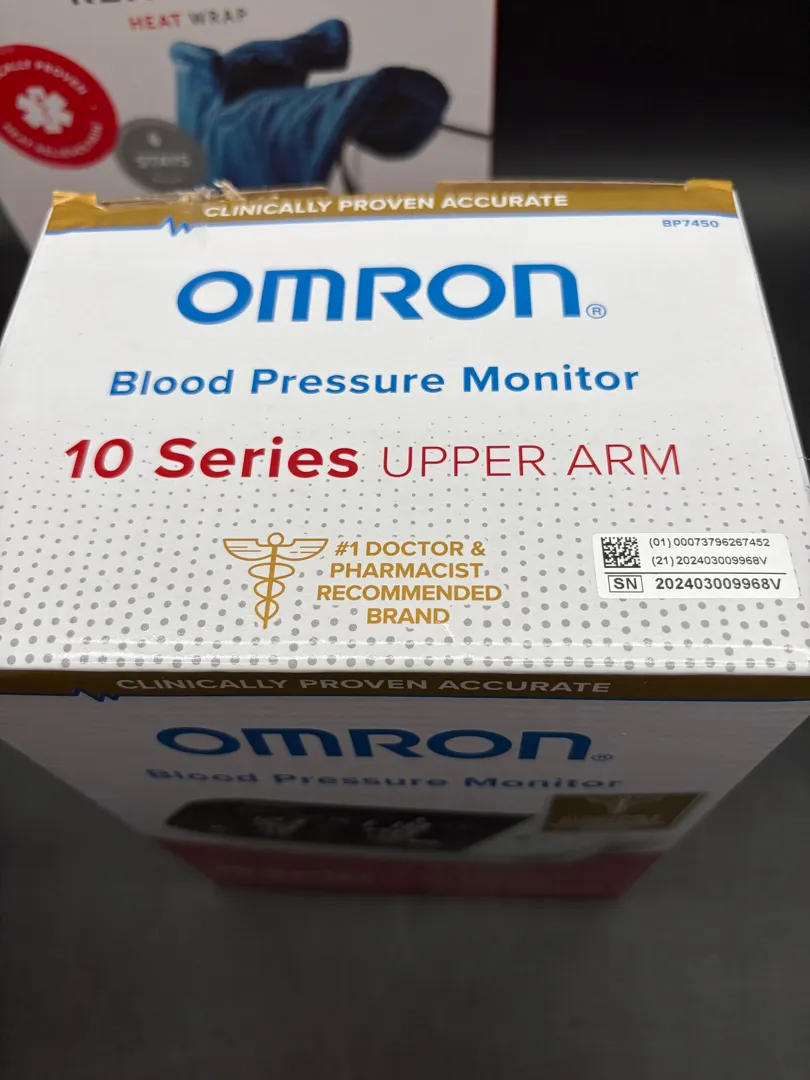 HEAT WRAP
STAYS
CLINICALLY PROVEN ACCURATE
BP7450
OMRON®
Blood Pressure Monitor
10 Series UPPER ARM
#1 DOCTOR &
PHARMACIST
RECOMMENDED
BRAND
(01) 00073796267452
(21) 202403009968V
SN 202403009968V
CLINICALLY PROVEN ACCURATE
OMRON®
Blood Pressure Monitor